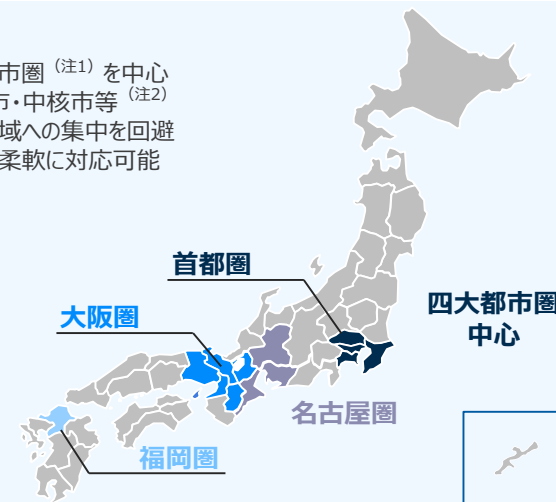 市圏（注1）を中心
市・中核市等（注2）
域への集中を回避
柔軟に対応可能
首都圏
大阪圏
四大都市圏
中心
名古屋圏
福岡圏